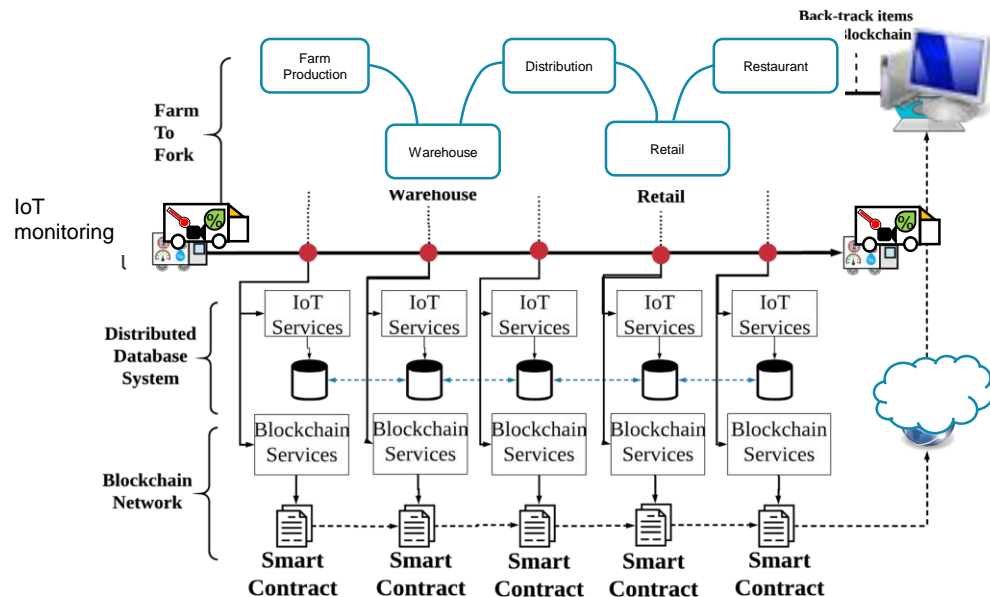 Back-track items
Blockchain
Farm
Production
Distribution
Restaurant
Farm
To
Fork
Warehouse
Retail
Warehouse
Retail
IoT
monitoring
%
%
IoT
Services
IoT
Services
IoT
Services
IoT
Services
IoT
Services
Distributed
Database
System
Blockchain
Services
Blockchain
Services
Blockchain
Services
Blockchain
Services
Blockchain
Services
Blockchain
Network
Smart
Contract
Smart
Contract
Smart
Contract
Smart
Contract
Smart
Contract